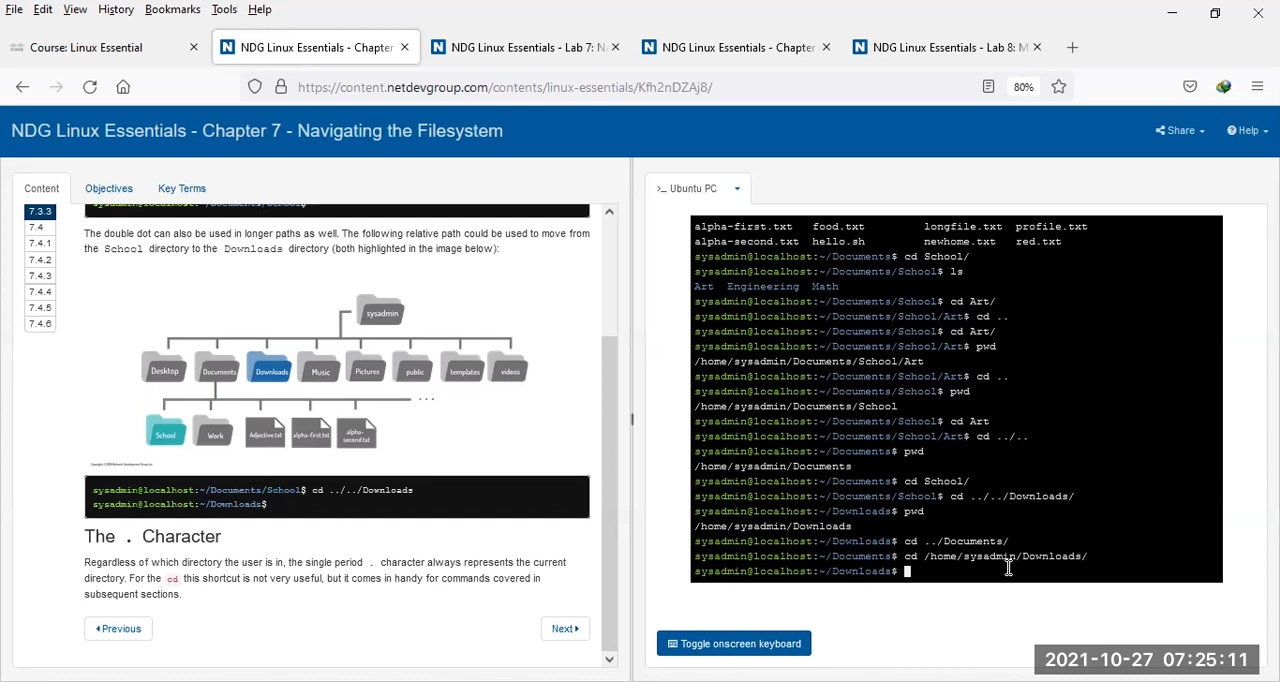 File Edit View History Bookmarks Tools Help
Course: Linux Essential
NDG Linux Essentials - Chapter
NDG Linux Essentials - Lab 7: Na
NDG Linux Essentials - Chapter
NDG Linux Essentials - Lab 8: M
https://content.netdevgroup.com/contents/linux-essentials/Kfh2nDZAj8/
80%
NDG Linux Essentials - Chapter 7 - Navigating the Filesystem
Share
Help
Content Objectives Key Terms
>_ Ubuntu PC
7.3.3
7.4
7.4.1
7.4.2
7.4.3
7.4.4
7.4.5
7.4.6
sysadmin@localhost:~/Documents/School$
The double dot can also be used in longer paths as well. The following relative path could be used to move from
the School directory to the Downloads directory (both highlighted in the image below):
sysadmin
Desktop Documents Downloads Music Pictures public templates videos
...
School Work Adjective.txt alpha-first.txt alpha-
second.txt
sysadmin@localhost:~/Documents/School$ cd ../../Downloads
sysadmin@localhost:~/Downloads$
The . Character
Regardless of which directory the user is in, the single period . character always represents the current
directory. For the cd this shortcut is not very useful, but it comes in handy for commands covered in
subsequent sections.
Previous
Next
alpha-first.txt food.txt longfile.txt profile.txt
alpha-second.txt hello.sh newhome.txt red.txt
sysadmin@localhost:~/Documents$ cd School/
sysadmin@localhost:~/Documents/School$ ls
Art Engineering Math
sysadmin@localhost:~/Documents/School$ cd Art/
sysadmin@localhost:~/Documents/School/Art$ cd ..
sysadmin@localhost:~/Documents/School$ cd Art/
sysadmin@localhost:~/Documents/School/Art$ pwd
/home/sysadmin/Documents/School/Art
sysadmin@localhost:~/Documents/School/Art$ cd ..
sysadmin@localhost:~/Documents/School$ pwd
/home/sysadmin/Documents/School
sysadmin@localhost:~/Documents/School$ cd Art
sysadmin@localhost:~/Documents/School/Art$ cd ../..
sysadmin@localhost:~/Documents$ pwd
/home/sysadmin/Documents
sysadmin@localhost:~/Documents$ cd School/
sysadmin@localhost:~/Documents/School$ cd ../../Downloads/
sysadmin@localhost:~/Downloads$ pwd
/home/sysadmin/Downloads
sysadmin@localhost:~/Downloads$ cd ../Documents/
sysadmin@localhost:~/Documents$ cd /home/sysadmin/Downloads/
sysadmin@localhost:~/Downloads$
Toggle onscreen keyboard
2021-10-27 07:25:11